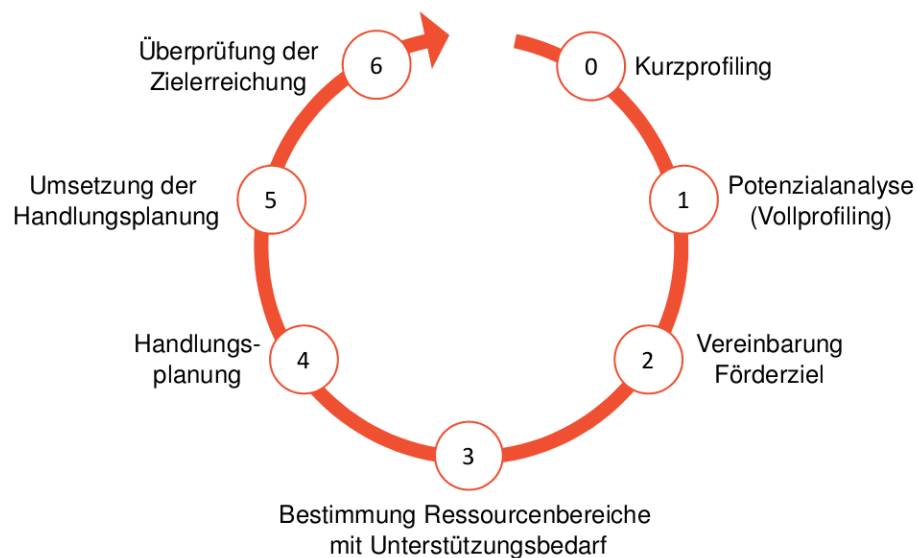 0
Kurzprofiling
1
Potenzialanalyse
(Vollprofiling)
2
Vereinbarung
Förderziel
3
Bestimmung Ressourcenbereiche
mit Unterstützungsbedarf
4
Handlungs-
planung
5
Umsetzung der
Handlungsplanung
6
Überprüfung der
Zielerreichung